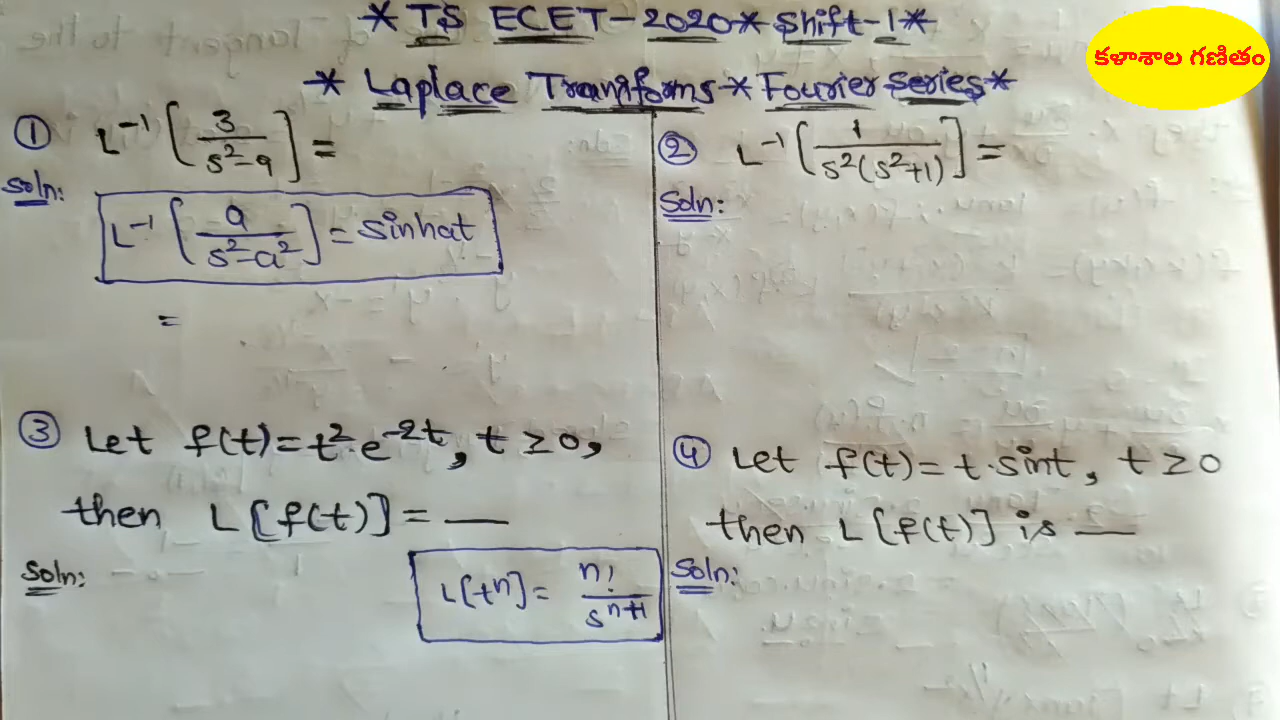 * TS ECET-2020* Shift-1*
కళాశాల గణితం
* Laplace Transforms * Fourier Series *
① L⁻¹[3/(s²-9)] =
Soln:
L⁻¹[a/(s²-a²)] = sinhat
=
② L⁻¹[1/(s²(s²+1))] =
Soln:
③ Let f(t)=t².e^(-2t), t≥0,
then L[f(t)] = —
Soln:
L[tⁿ] = n!/s^(n+1)
④ Let f(t)=t.sint, t≥0
then L[f(t)] is —
Soln: